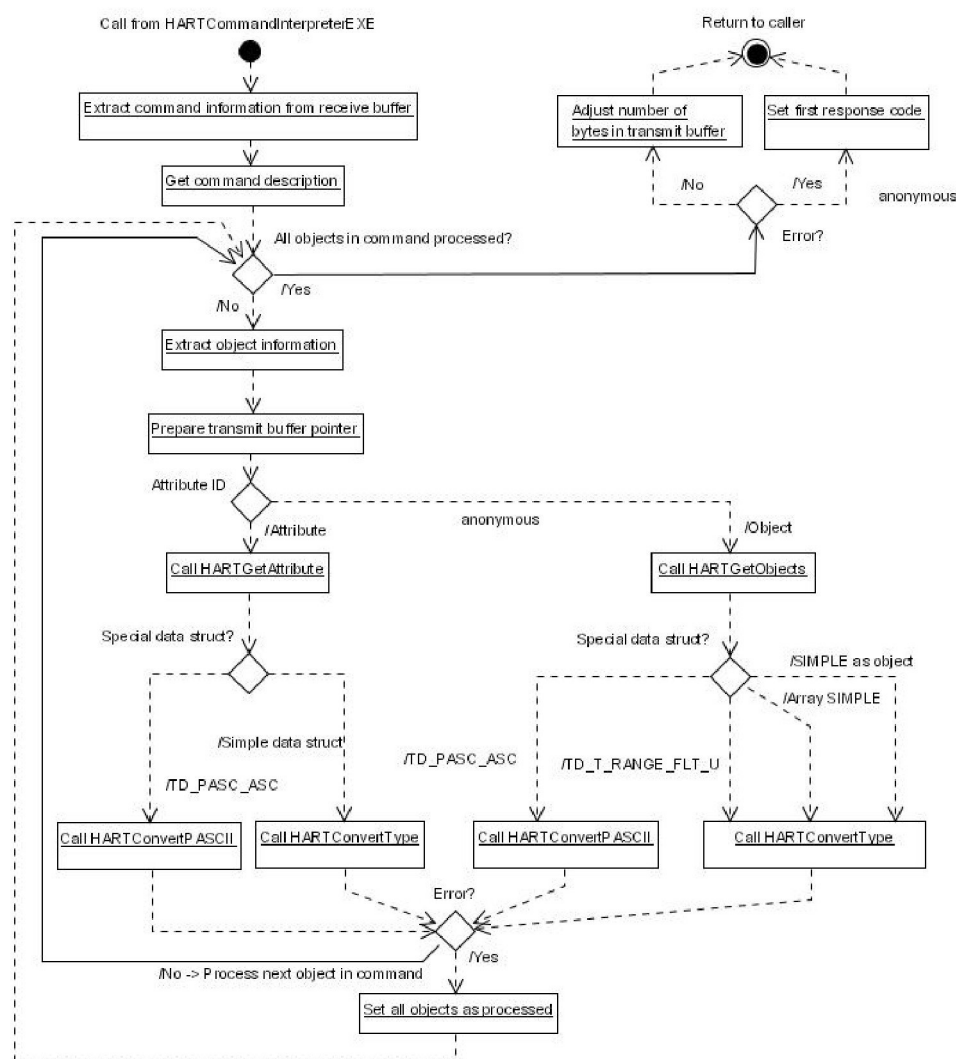 Call from HARTCommandInterpreterEXE
Return to caller
Extract command information from receive buffer
Adjust number of
bytes in transmit buffer
Set first response code
Get command description
/No
/Yes
anonymous
All objects in command processed?
Error?
/Yes
/No
Extract object information
Prepare transmit buffer pointer
Attribute ID
/Attribute
anonymous
/Object
Call HARTGetAttribute
Call HARTGetObjects
Special data struct?
Special data struct?
/SIMPLE as object
/Array SIMPLE
/Simple data struct
/TD_PASC_ASC
/TD_T_RANGE_FLT_U
/TD_PASC_ASC
Call HARTConvertPASCII
Call HARTConvertType
Call HARTConvertPASCII
Call HARTConvertType
Error?
/Yes
/No -> Process next object in command
Set all objects as processed